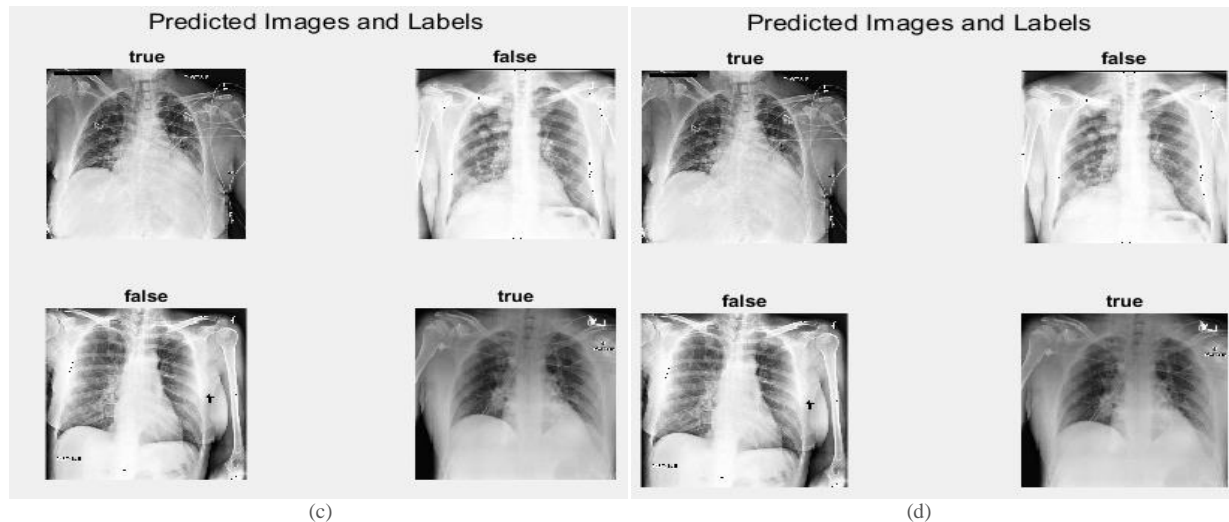 Predicted Images and Labels
true
false
false
true
(c)
Predicted Images and Labels
true
false
false
true
(d)